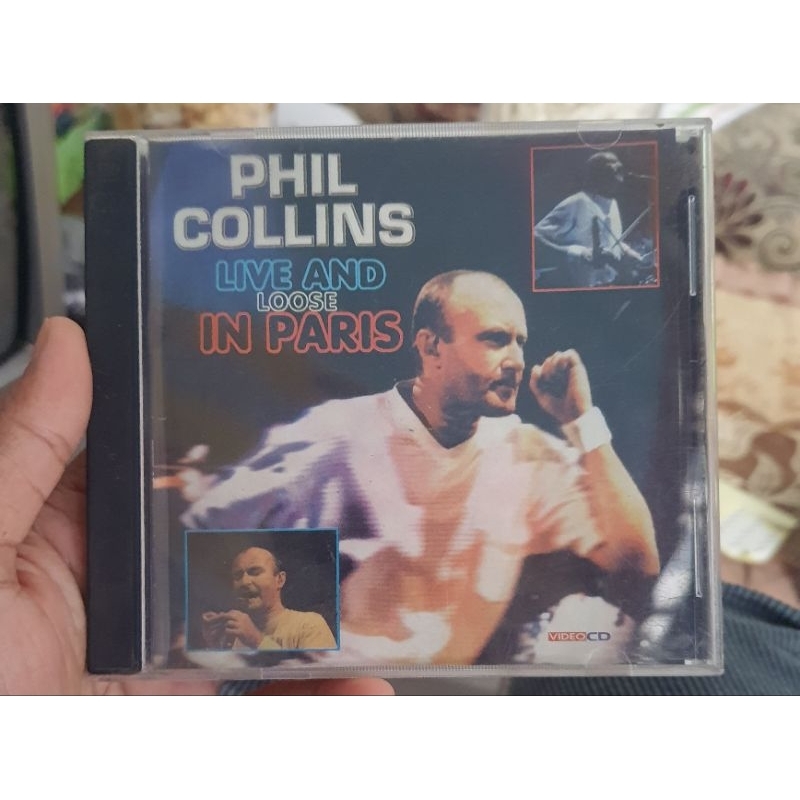 PHIL
COLLINS
LIVE AND
LOOSE
IN PARIS
VIDEO CD